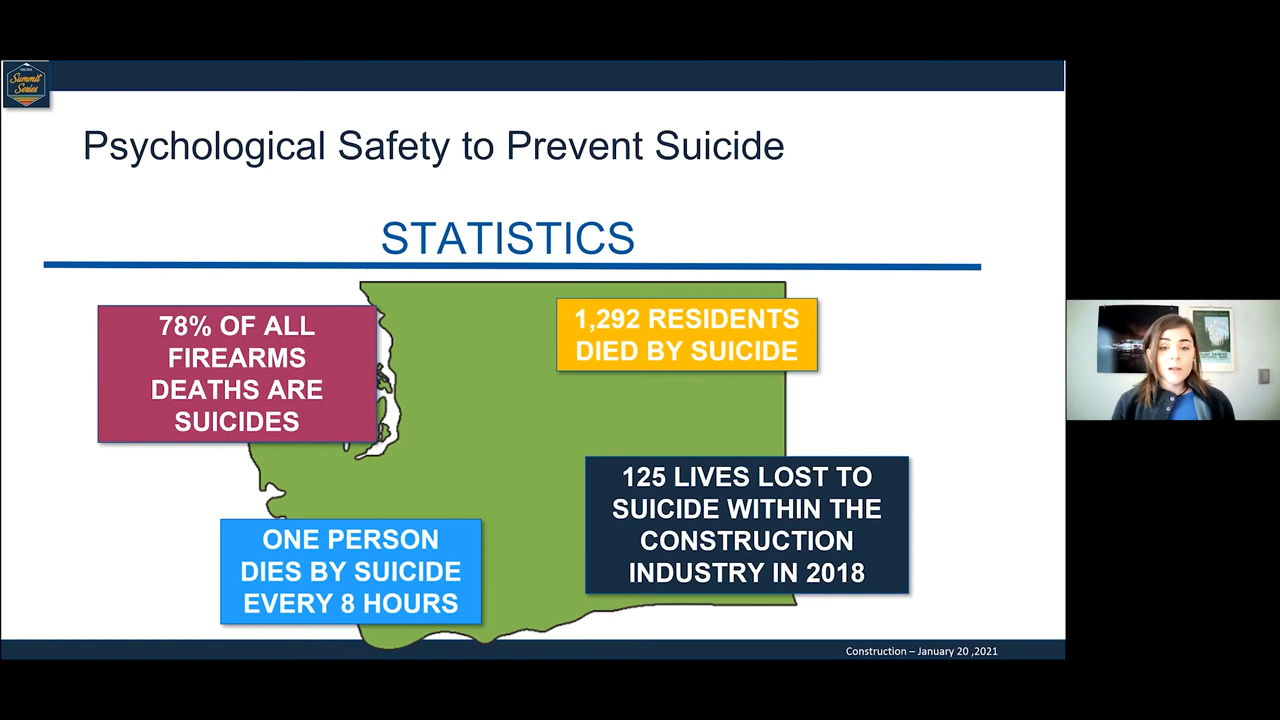 Summit
Series
Psychological Safety to Prevent Suicide
STATISTICS
78% OF ALL
FIREARMS
DEATHS ARE
SUICIDES
1,292 RESIDENTS
DIED BY SUICIDE
125 LIVES LOST TO
SUICIDE WITHIN THE
CONSTRUCTION
INDUSTRY IN 2018
ONE PERSON
DIES BY SUICIDE
EVERY 8 HOURS
Construction – January 20 ,2021